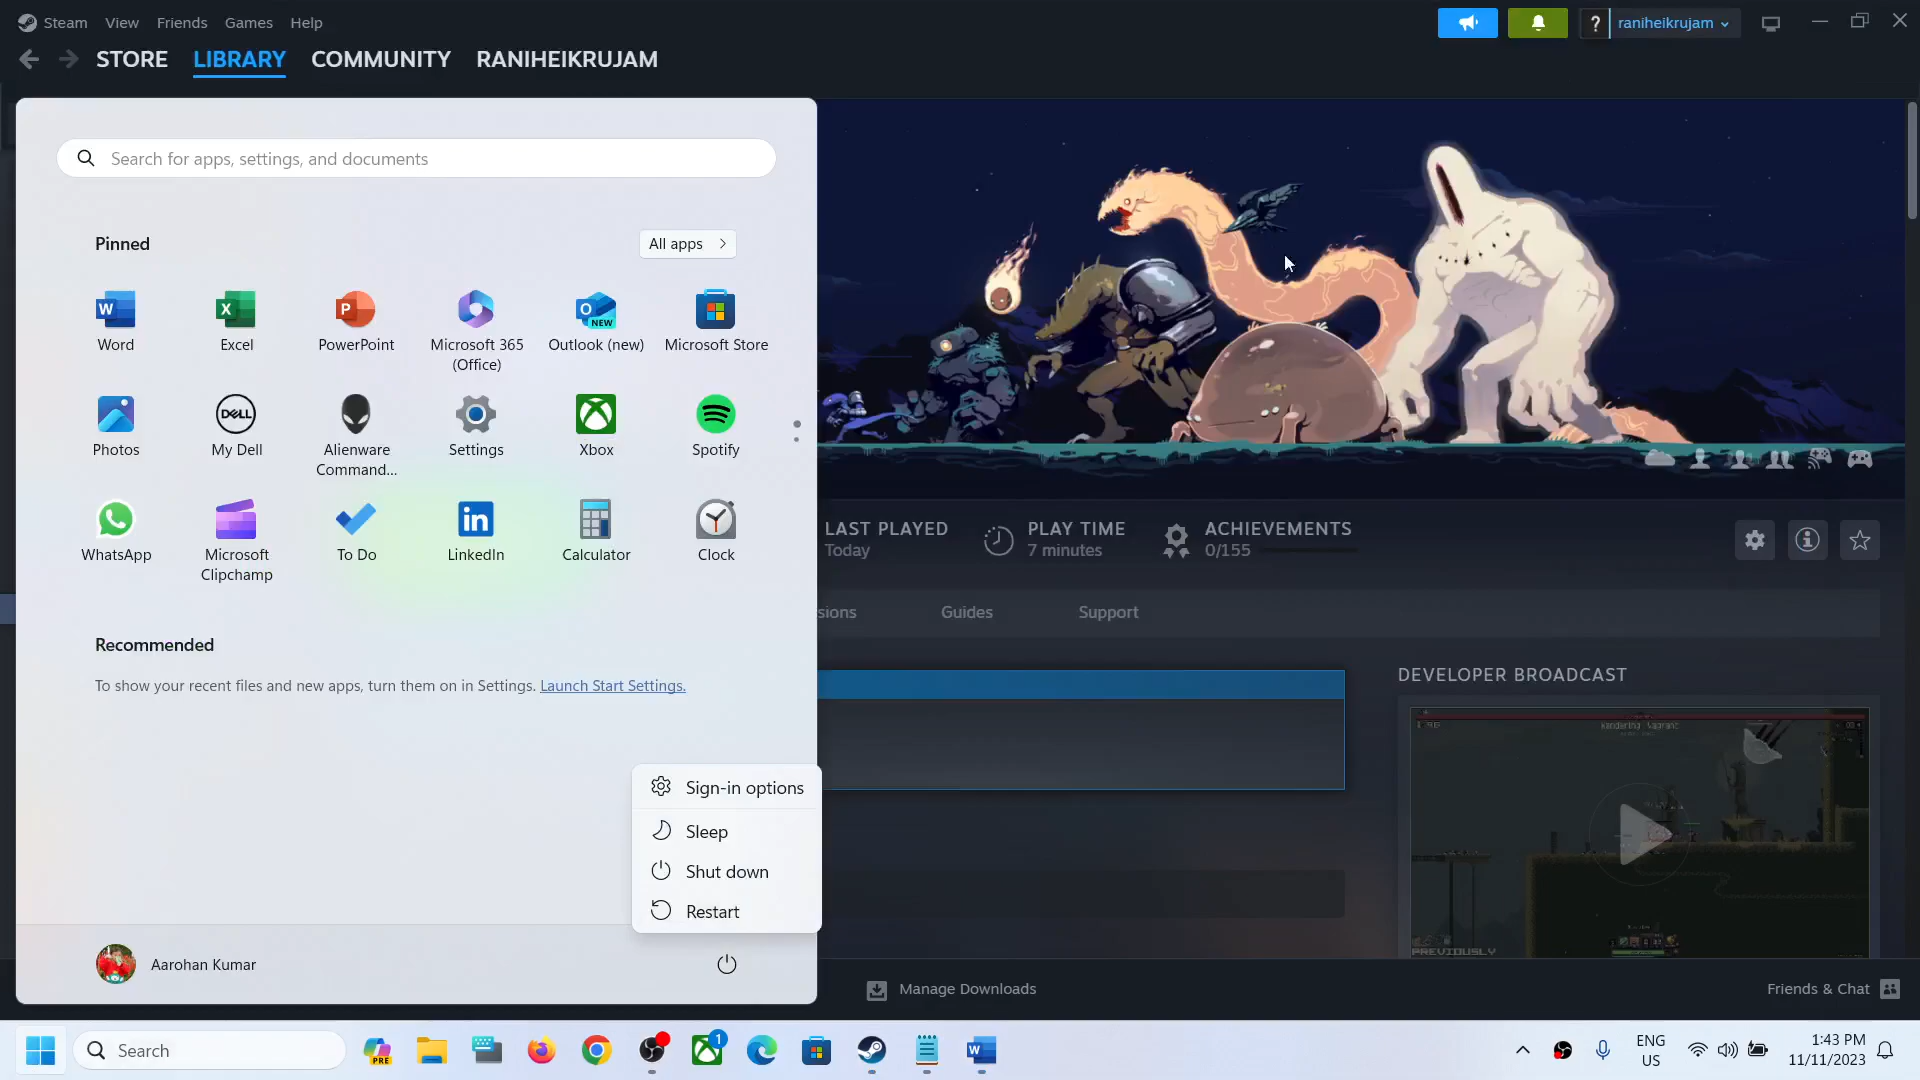 Steam View Friends Games Help
? raniheikrujam
STORE LIBRARY COMMUNITY RANIHEIKRUJAM
Search for apps, settings, and documents
Pinned
All apps
Word
Excel
PowerPoint
Microsoft 365
(Office)
Outlook (new)
Microsoft Store
Photos
My Dell
Alienware
Command...
Settings
Xbox
Spotify
WhatsApp
Microsoft
Clipchamp
To Do
LinkedIn
Calculator
Clock
Recommended
To show your recent files and new apps, turn them on in Settings. Launch Start Settings.
Sign-in options
Sleep
Shut down
Restart
Aarohan Kumar
LAST PLAYED
Today
PLAY TIME
7 minutes
ACHIEVEMENTS
0/155
sions
Guides
Support
DEVELOPER BROADCAST
Wandering Vagrant
PREVIOUSLY
Manage Downloads
Friends & Chat
Search
PRE
1
ENG
US
1:43 PM
11/11/2023